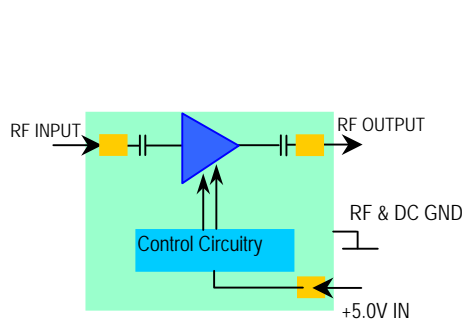 RF INPUT
RF OUTPUT
RF & DC GND
Control Circuitry
+5.0V IN